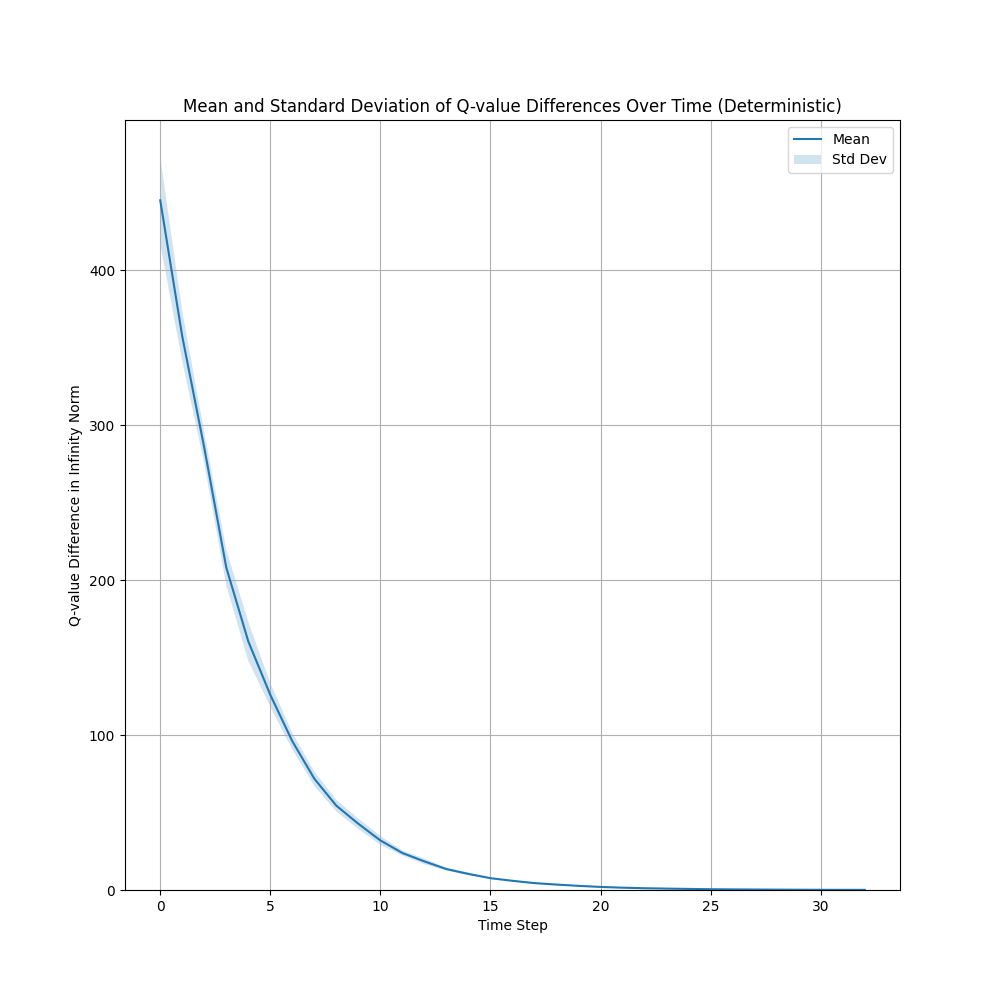 Mean and Standard Deviation of Q-value Differences Over Time (Deterministic)
Mean
Std Dev
Q-value Difference in Infinity Norm
400
300
200
100
0
0 5 10 15 20 25 30
Time Step